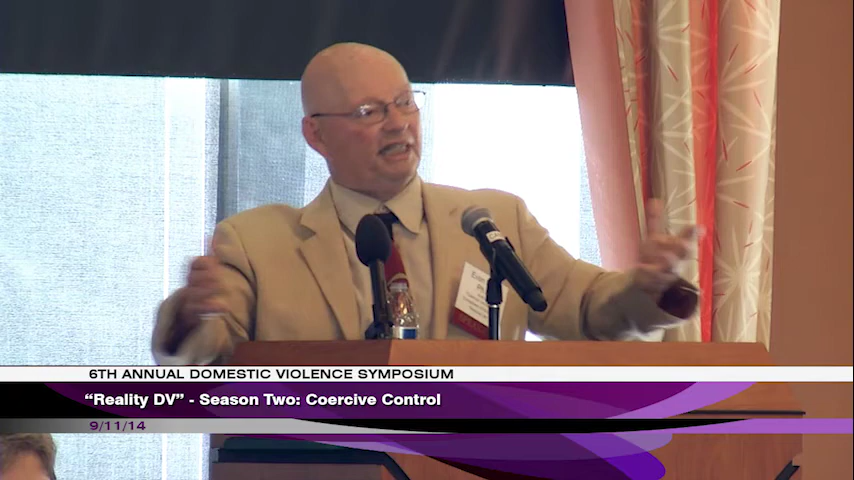 6TH ANNUAL DOMESTIC VIOLENCE SYMPOSIUM
“Reality DV” - Season Two: Coercive Control
9/11/14